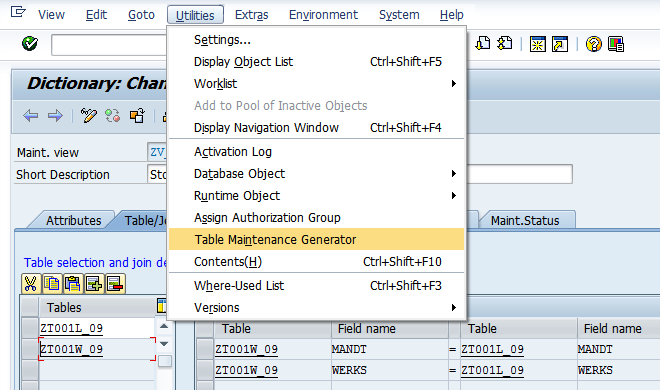 View Edit Goto Utilities Extras Environment System Help
Settings...
Display Object List Ctrl+Shift+F5
Worklist
Dictionary: Chan
Add to Pool of Inactive Objects
Display Navigation Window Ctrl+Shift+F4
Maint. view ZV_
Activation Log
Short Description Sto
Database Object
Runtime Object
Assign Authorization Group
Attributes Table/Jo Maint.Status
Table Maintenance Generator
Table selection and join de
Contents(H) Ctrl+Shift+F10
Where-Used List Ctrl+Shift+F3
Versions
Tables
ZT001L_09
Table Field name Table Field name
ZT001W_09 ZT001W_09 MANDT = ZT001L_09 MANDT
ZT001W_09 WERKS = ZT001L_09 WERKS